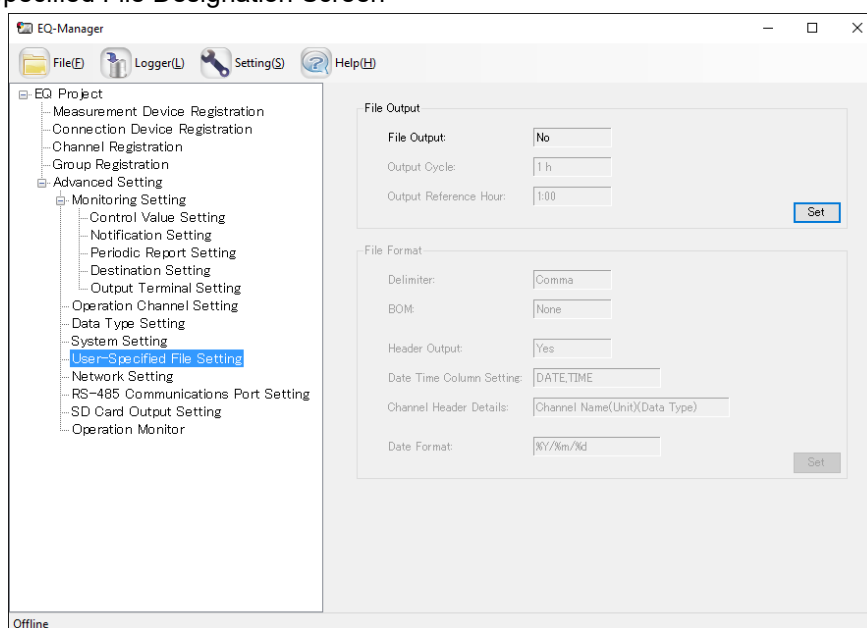 pecified File Designation Screen
EQ-Manager
File(F) Logger(L) Setting(S) Help(H)
EQ Project
Measurement Device Registration
Connection Device Registration
Channel Registration
Group Registration
Advanced Setting
Monitoring Setting
Control Value Setting
Notification Setting
Periodic Report Setting
Destination Setting
Output Terminal Setting
Operation Channel Setting
Data Type Setting
System Setting
User-Specified File Setting
Network Setting
RS-485 Communications Port Setting
SD Card Output Setting
Operation Monitor
File Output
File Output: No
Output Cycle: 1 h
Output Reference Hour: 1:00
Set
File Format
Delimiter: Comma
BOM: None
Header Output: Yes
Date Time Column Setting: DATE,TIME
Channel Header Details: Channel Name(Unit)(Data Type)
Date Format: %Y/%m/%d
Set
Offline